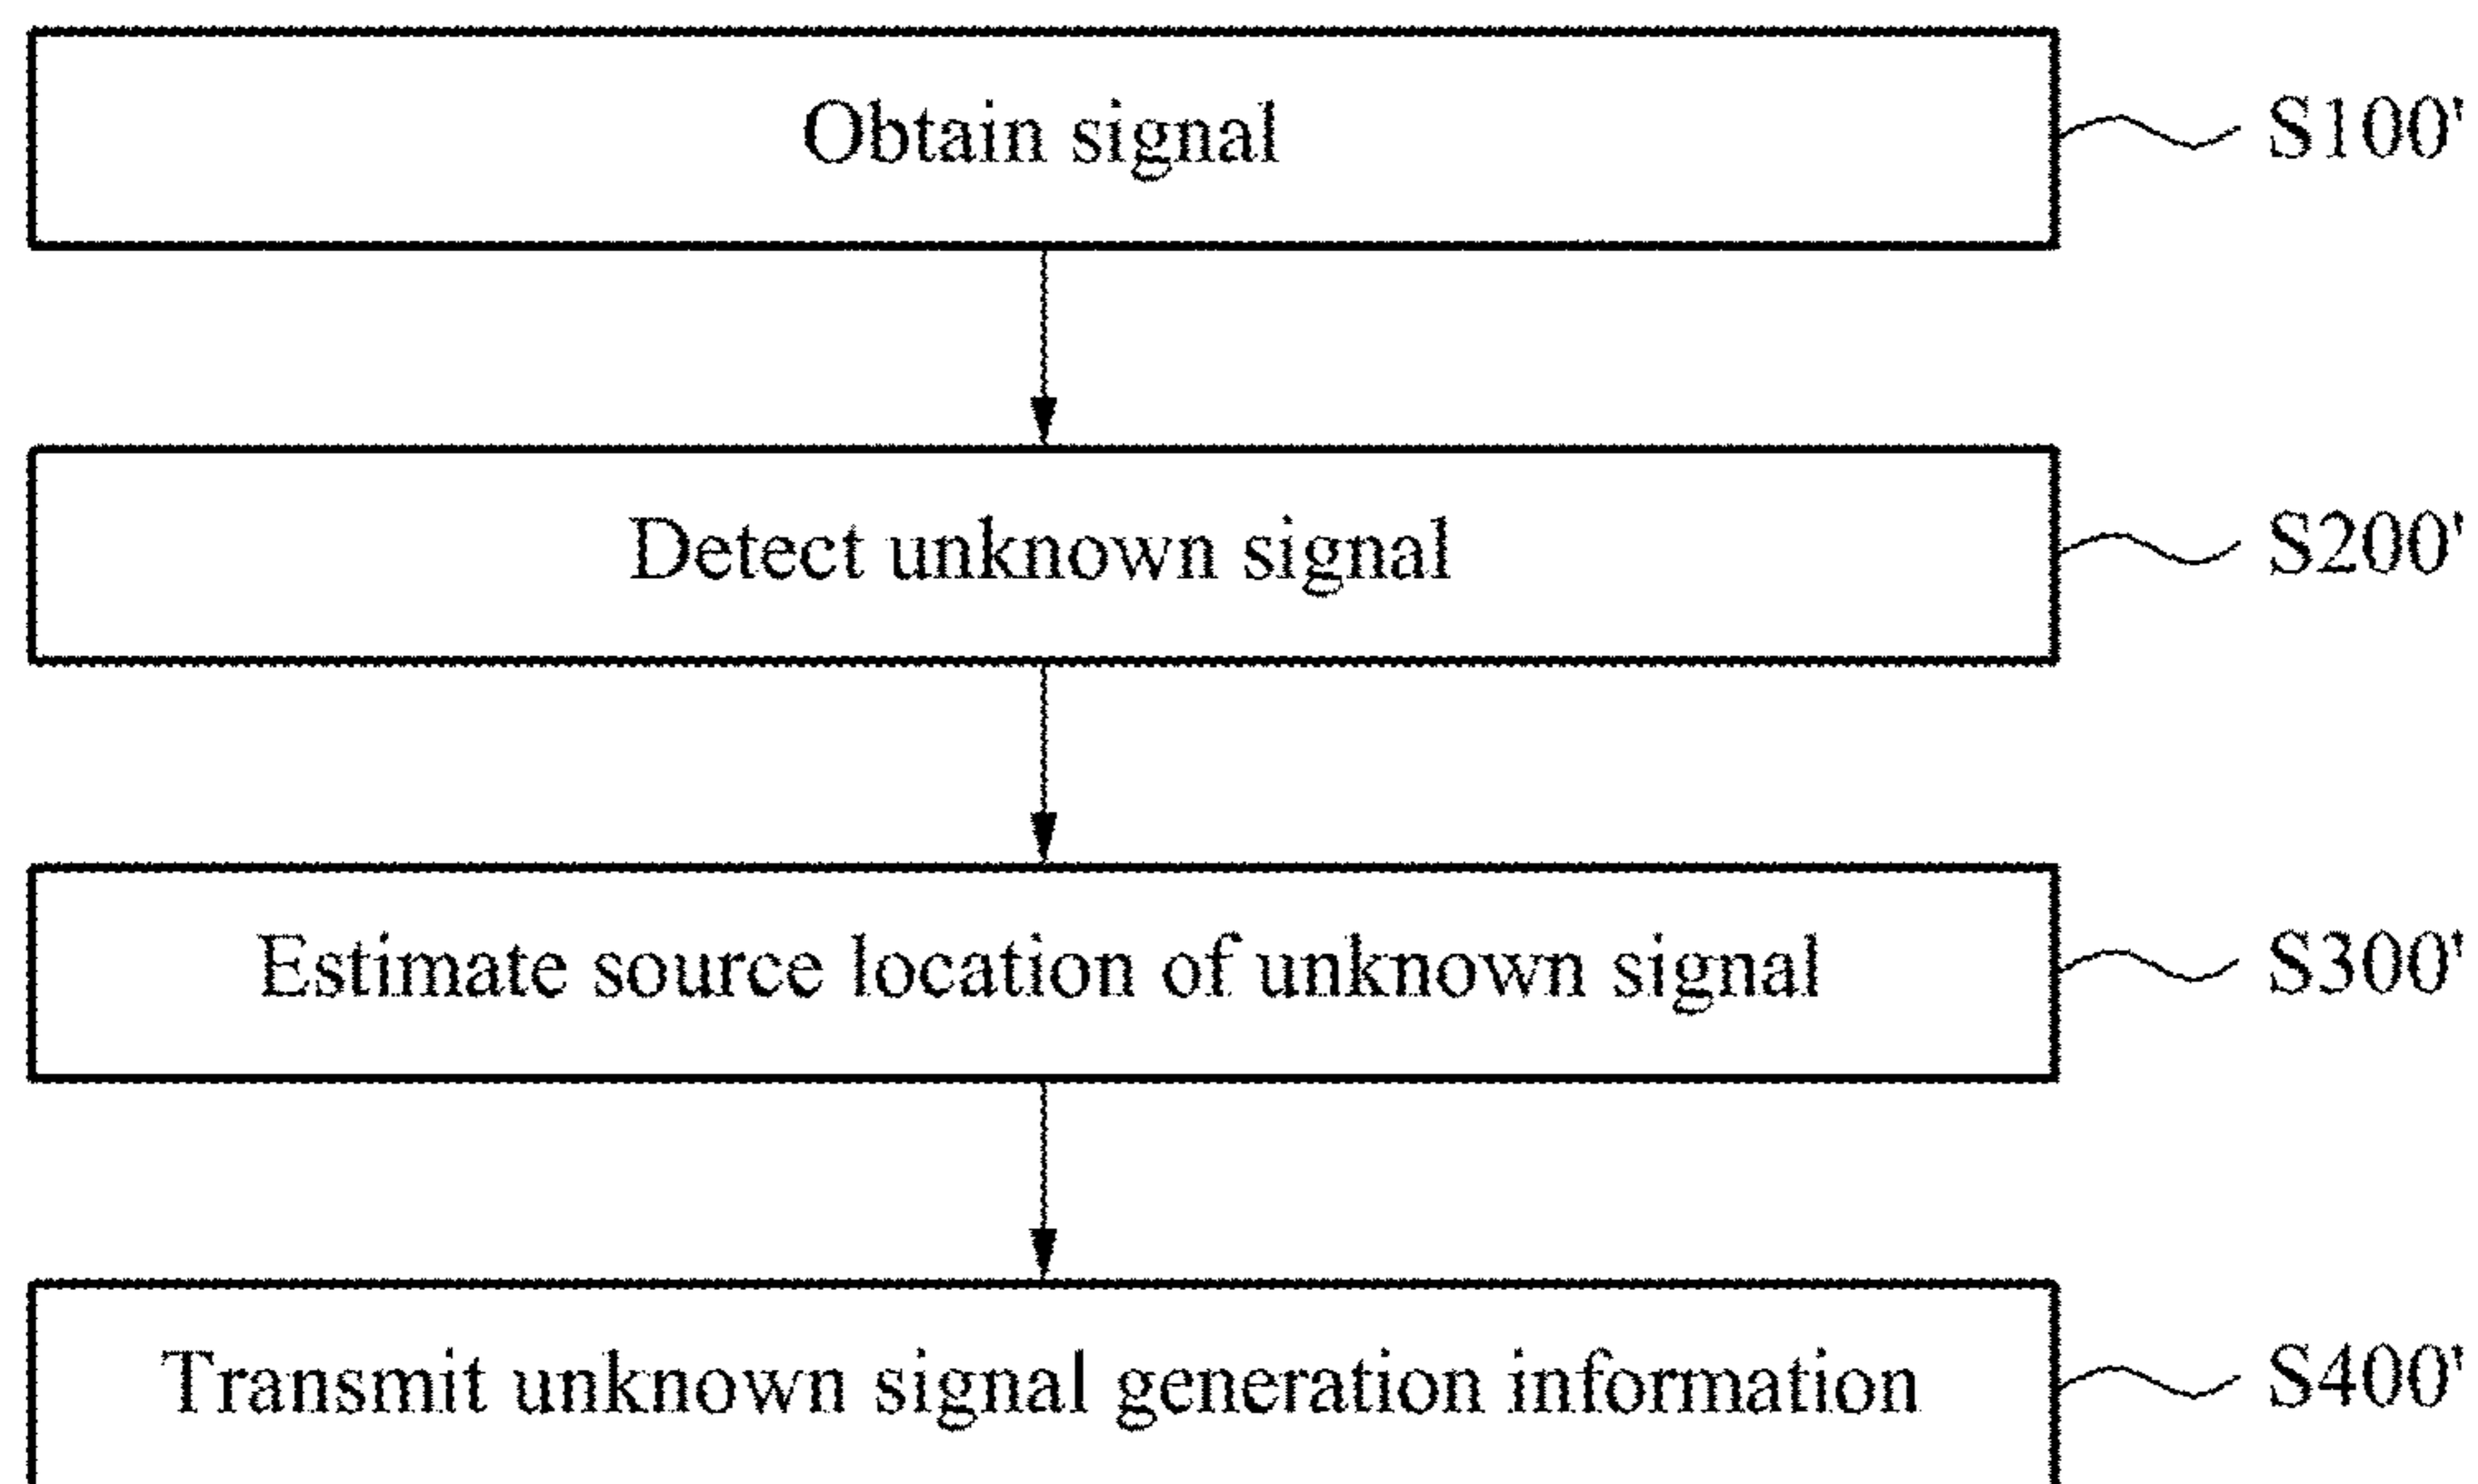 Obtain signal
S100'
Detect unknown signal
S200'
Estimate source location of unknown signal
S300'
Transmit unknown signal generation information
S400'